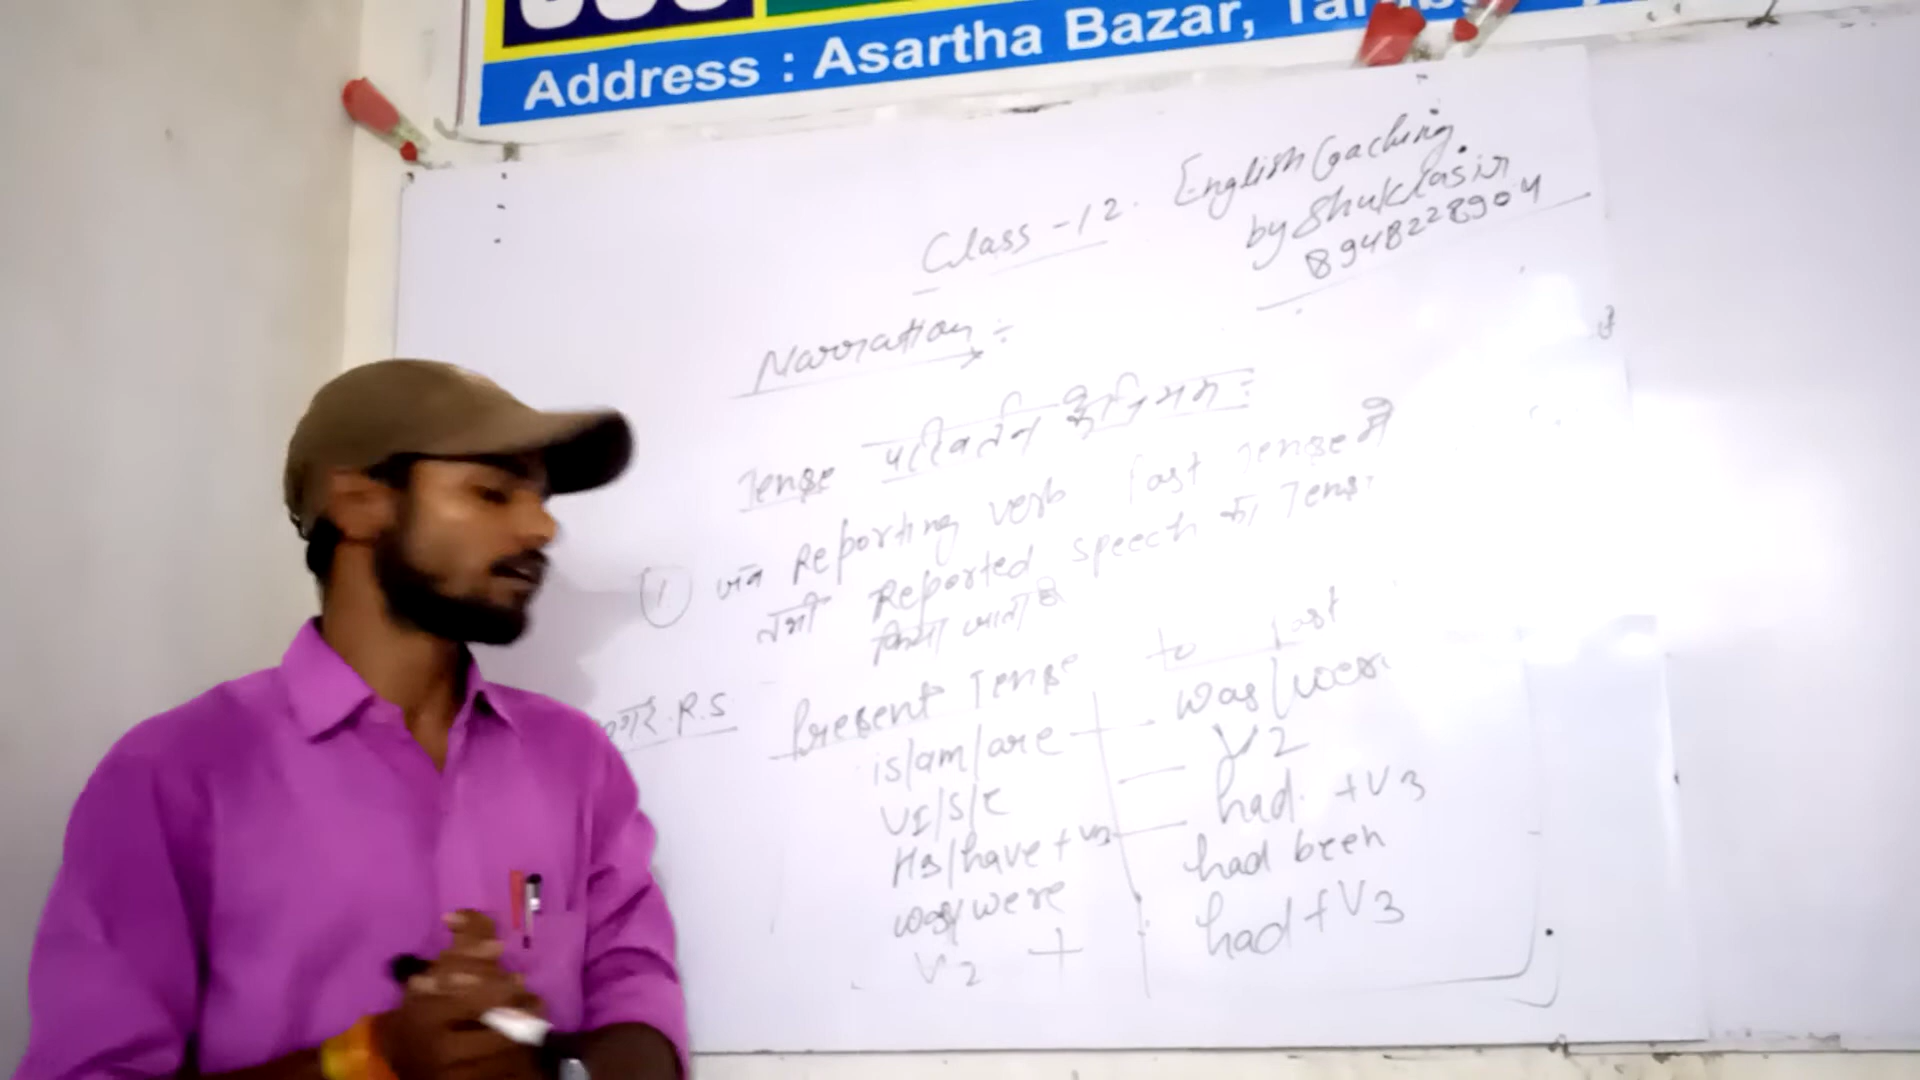 Address : Asartha Bazar,
Class - 12.
English Coaching
by Shukla sir
8948228904
Narration :
Tense परिवर्तन के नियम :
① जब Reporting verb Past Tense में
तभी Reported speech का Tense
किया जाता है
अगर R.S. Present Tense to Past
is/am/are — was/were
V1/s/ — V2
Hs/have + V3 — had. + V3
was/were had been
V2 + had + V3